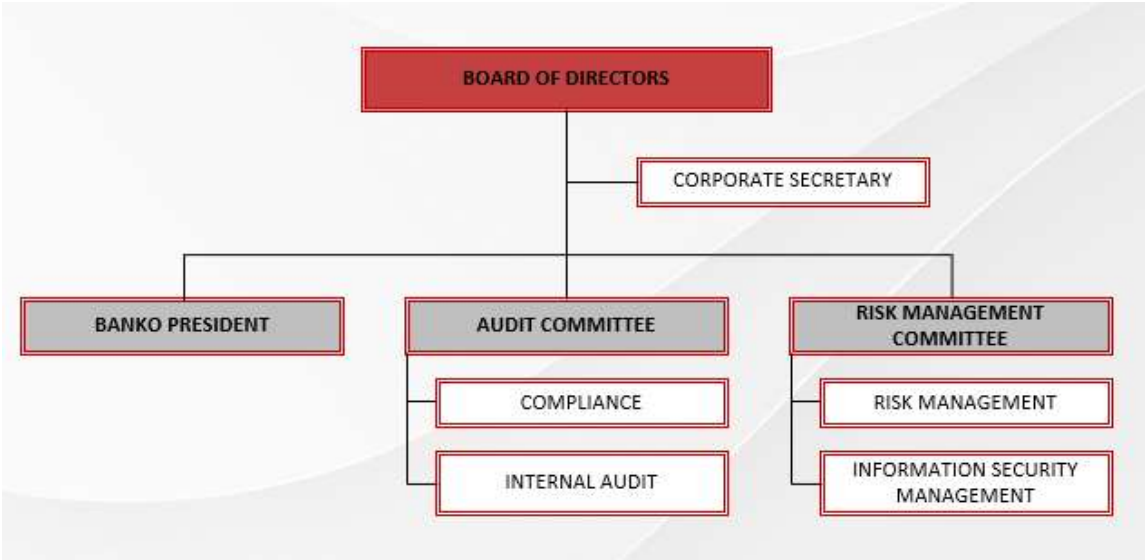 BOARD OF DIRECTORS
CORPORATE SECRETARY
BANKO PRESIDENT
AUDIT COMMITTEE
RISK MANAGEMENT
COMMITTEE
COMPLIANCE
RISK MANAGEMENT
INTERNAL AUDIT
INFORMATION SECURITY
MANAGEMENT